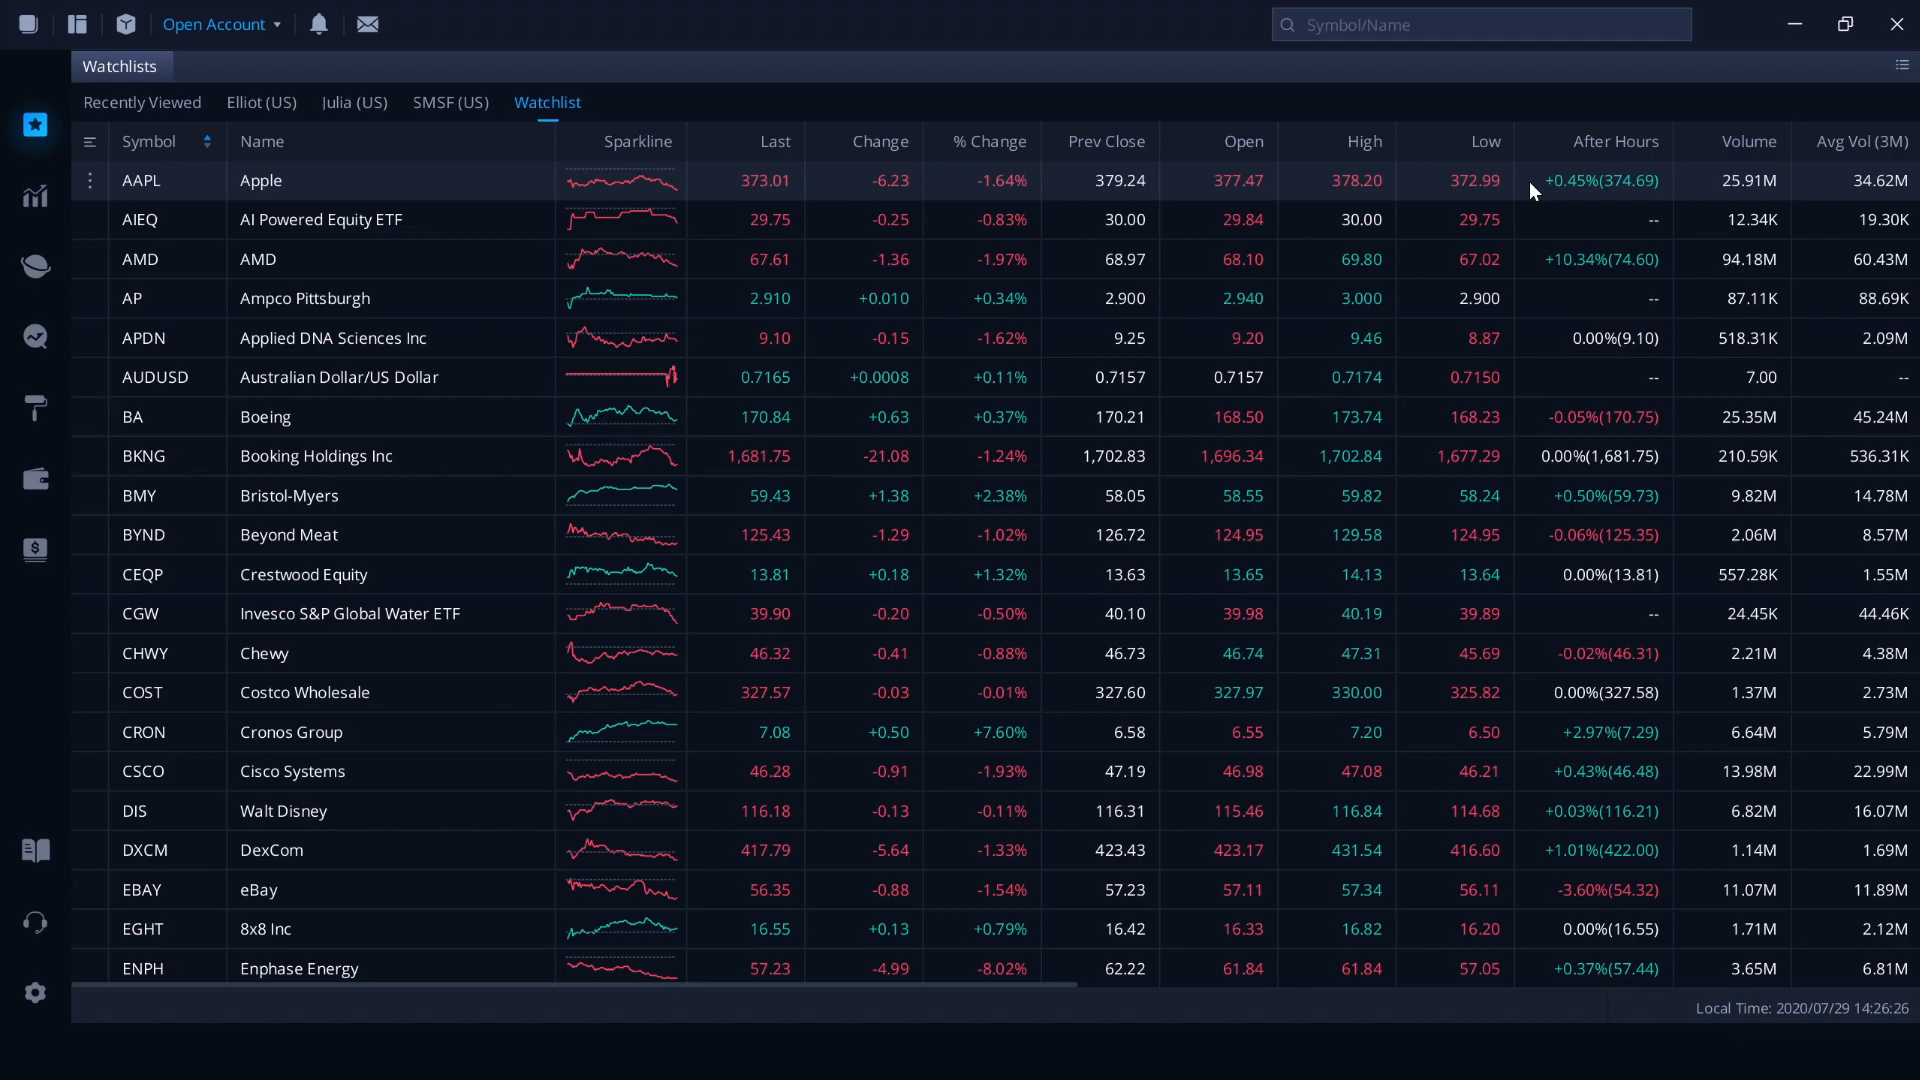 Open Account
Symbol/Name
Watchlists
Recently Viewed Elliot (US) Julia (US) SMSF (US) Watchlist
Symbol Name Sparkline Last Change % Change Prev Close Open High Low After Hours Volume Avg Vol (3M)
AAPL Apple 373.01 -6.23 -1.64% 379.24 377.47 378.20 372.99 +0.45%(374.69) 25.91M 34.62M
AIEQ AI Powered Equity ETF 29.75 -0.25 -0.83% 30.00 29.84 30.00 29.75 -- 12.34K 19.30K
AMD AMD 67.61 -1.36 -1.97% 68.97 68.10 69.80 67.02 +10.34%(74.60) 94.18M 60.43M
AP Ampco Pittsburgh 2.910 +0.010 +0.34% 2.900 2.940 3.000 2.900 -- 87.11K 88.69K
APDN Applied DNA Sciences Inc 9.10 -0.15 -1.62% 9.25 9.20 9.46 8.87 0.00%(9.10) 518.31K 2.09M
AUDUSD Australian Dollar/US Dollar 0.7165 +0.0008 +0.11% 0.7157 0.7157 0.7174 0.7150 -- 7.00 --
BA Boeing 170.84 +0.63 +0.37% 170.21 168.50 173.74 168.23 -0.05%(170.75) 25.35M 45.24M
BKNG Booking Holdings Inc 1,681.75 -21.08 -1.24% 1,702.83 1,696.34 1,702.84 1,677.29 0.00%(1,681.75) 210.59K 536.31K
BMY Bristol-Myers 59.43 +1.38 +2.38% 58.05 58.55 59.82 58.24 +0.50%(59.73) 9.82M 14.78M
BYND Beyond Meat 125.43 -1.29 -1.02% 126.72 124.95 129.58 124.95 -0.06%(125.35) 2.06M 8.57M
CEQP Crestwood Equity 13.81 +0.18 +1.32% 13.63 13.65 14.13 13.64 0.00%(13.81) 557.28K 1.55M
CGW Invesco S&P Global Water ETF 39.90 -0.20 -0.50% 40.10 39.98 40.19 39.89 -- 24.45K 44.46K
CHWY Chewy 46.32 -0.41 -0.88% 46.73 46.74 47.31 45.69 -0.02%(46.31) 2.21M 4.38M
COST Costco Wholesale 327.57 -0.03 -0.01% 327.60 327.97 330.00 325.82 0.00%(327.58) 1.37M 2.73M
CRON Cronos Group 7.08 +0.50 +7.60% 6.58 6.55 7.20 6.50 +2.97%(7.29) 6.64M 5.79M
CSCO Cisco Systems 46.28 -0.91 -1.93% 47.19 46.98 47.08 46.21 +0.43%(46.48) 13.98M 22.99M
DIS Walt Disney 116.18 -0.13 -0.11% 116.31 115.46 116.84 114.68 +0.03%(116.21) 6.82M 16.07M
DXCM DexCom 417.79 -5.64 -1.33% 423.43 423.17 431.54 416.60 +1.01%(422.00) 1.14M 1.69M
EBAY eBay 56.35 -0.88 -1.54% 57.23 57.11 57.34 56.11 -3.60%(54.32) 11.07M 11.89M
EGHT 8x8 Inc 16.55 +0.13 +0.79% 16.42 16.33 16.82 16.20 0.00%(16.55) 1.71M 2.12M
ENPH Enphase Energy 57.23 -4.99 -8.02% 62.22 61.84 61.84 57.05 +0.37%(57.44) 3.65M 6.81M
Local Time: 2020/07/29 14:26:26